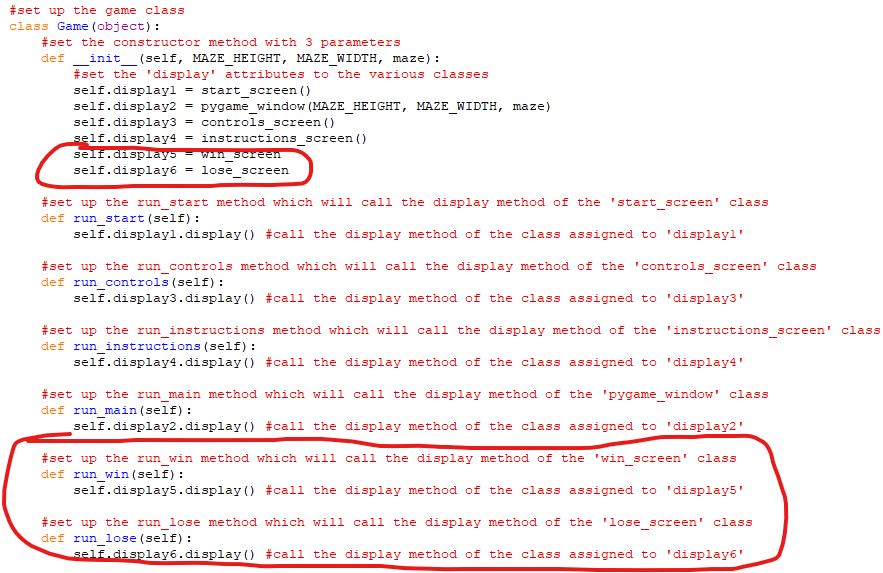 #set up the game class
class Game(object):
    #set the constructor method with 3 parameters
    def __init__(self, MAZE_HEIGHT, MAZE_WIDTH, maze):
        #set the 'display' attributes to the various classes
        self.display1 = start_screen()
        self.display2 = pygame_window(MAZE_HEIGHT, MAZE_WIDTH, maze)
        self.display3 = controls_screen()
        self.display4 = instructions_screen()
        self.display5 = win_screen
        self.display6 = lose_screen

    #set up the run_start method which will call the display method of the 'start_screen' class
    def run_start(self):
        self.display1.display() #call the display method of the class assigned to 'display1'

    #set up the run_controls method which will call the display method of the 'controls_screen' class
    def run_controls(self):
        self.display3.display() #call the display method of the class assigned to 'display3'

    #set up the run_instructions method which will call the display method of the 'instructions_screen' class
    def run_instructions(self):
        self.display4.display() #call the display method of the class assigned to 'display4'

    #set up the run_main method which will call the display method of the 'pygame_window' class
    def run_main(self):
        self.display2.display() #call the display method of the class assigned to 'display2'

    #set up the run_win method which will call the display method of the 'win_screen' class
    def run_win(self):
        self.display5.display() #call the display method of the class assigned to 'display5'

    #set up the run_lose method which will call the display method of the 'lose_screen' class
    def run_lose(self):
        self.display6.display() #call the display method of the class assigned to 'display6'